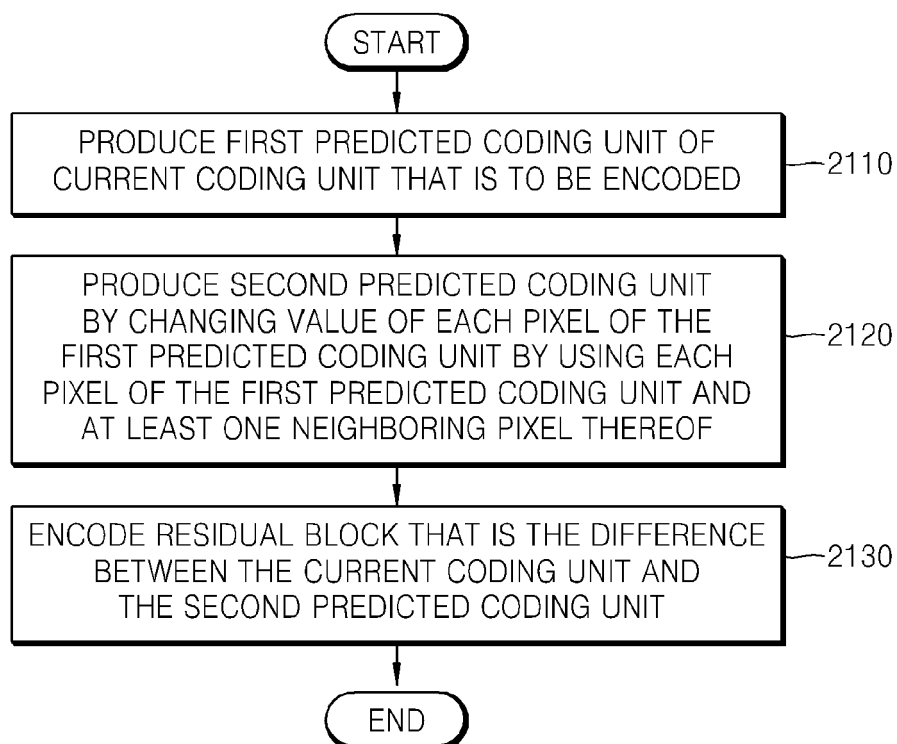 START
PRODUCE FIRST PREDICTED CODING UNIT OF
CURRENT CODING UNIT THAT IS TO BE ENCODED
2110
PRODUCE SECOND PREDICTED CODING UNIT
BY CHANGING VALUE OF EACH PIXEL OF THE
FIRST PREDICTED CODING UNIT BY USING EACH
PIXEL OF THE FIRST PREDICTED CODING UNIT AND
AT LEAST ONE NEIGHBORING PIXEL THEREOF
2120
ENCODE RESIDUAL BLOCK THAT IS THE DIFFERENCE
BETWEEN THE CURRENT CODING UNIT AND
THE SECOND PREDICTED CODING UNIT
2130
END